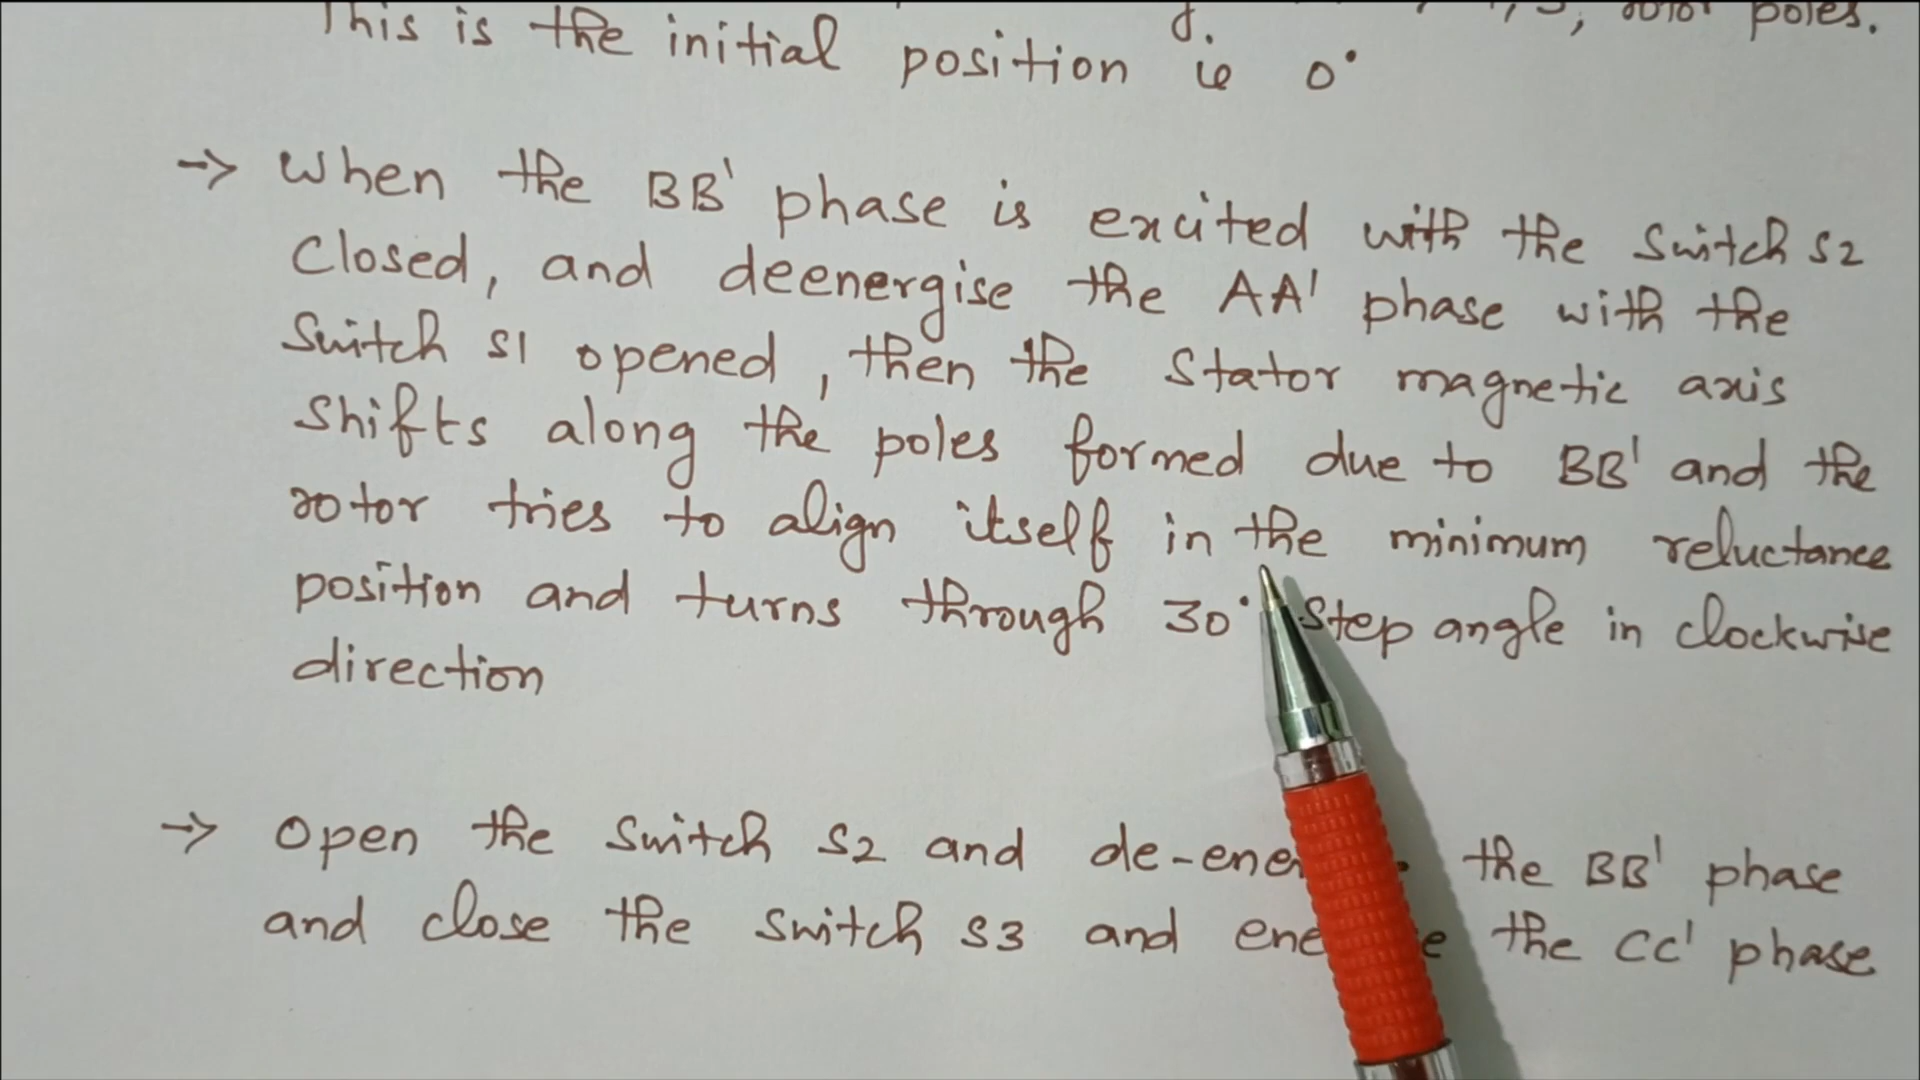 This is the initial position ie 0°
rotor poles.
→ When the BB' phase is excited with the switch S2
closed, and deenergise the AA' phase with the
switch S1 opened, then the stator magnetic axis
shifts along the poles formed due to BB' and the
rotor tries to align itself in the minimum reluctance
position and turns through 30° step angle in clockwise
direction
→ Open the switch S2 and de-ene the BB' phase
and close the switch S3 and ene e the CC' phase